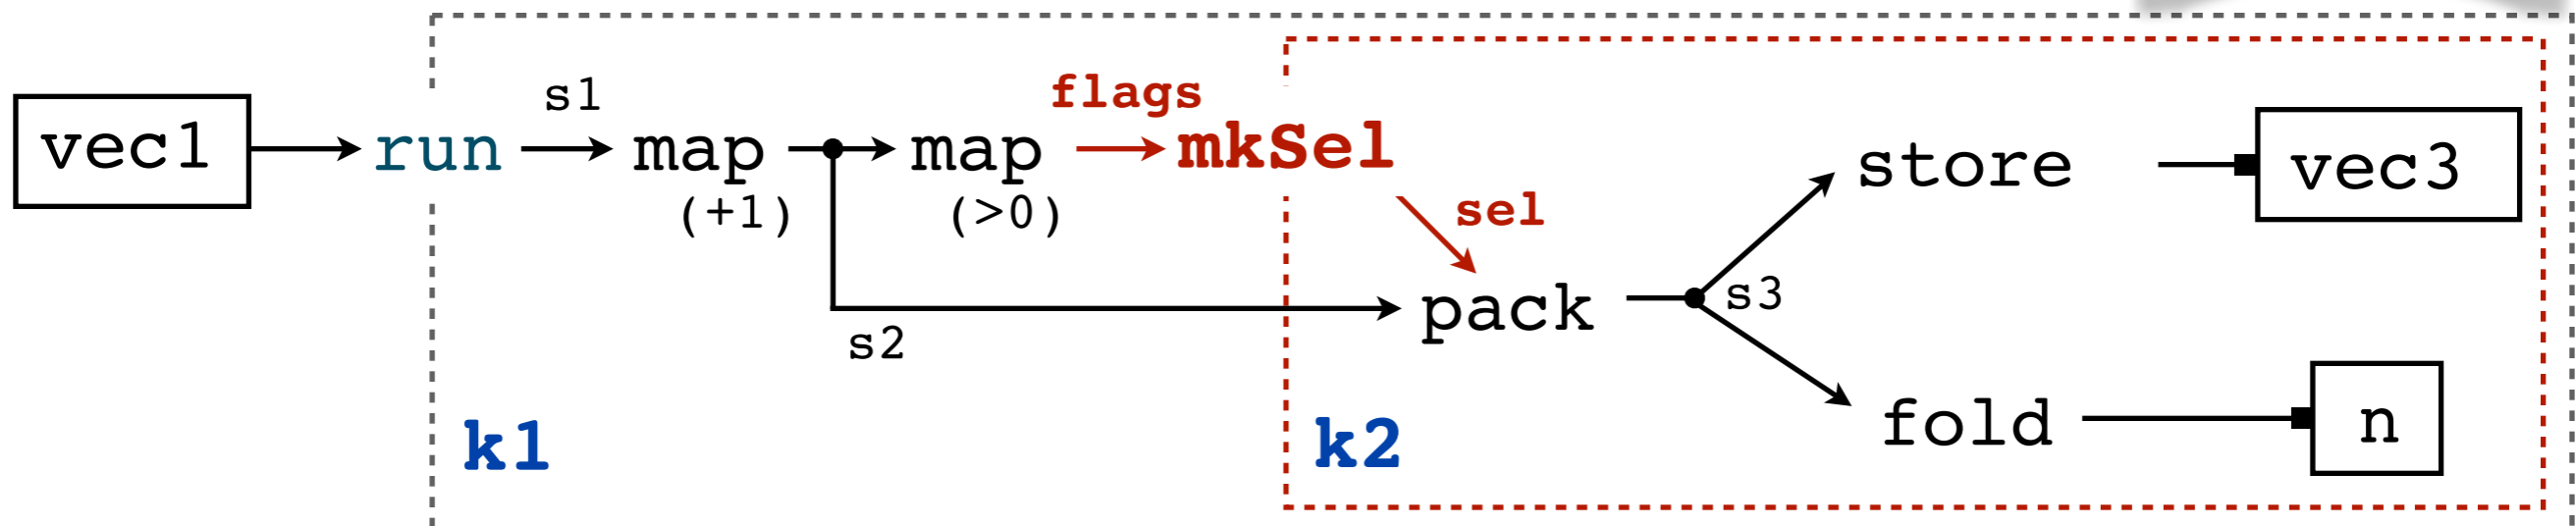 s1
flags
vec1
run
map
map
mkSel
store
vec3
(+1)
(>0)
sel
pack
s3
s2
k1
k2
fold
n